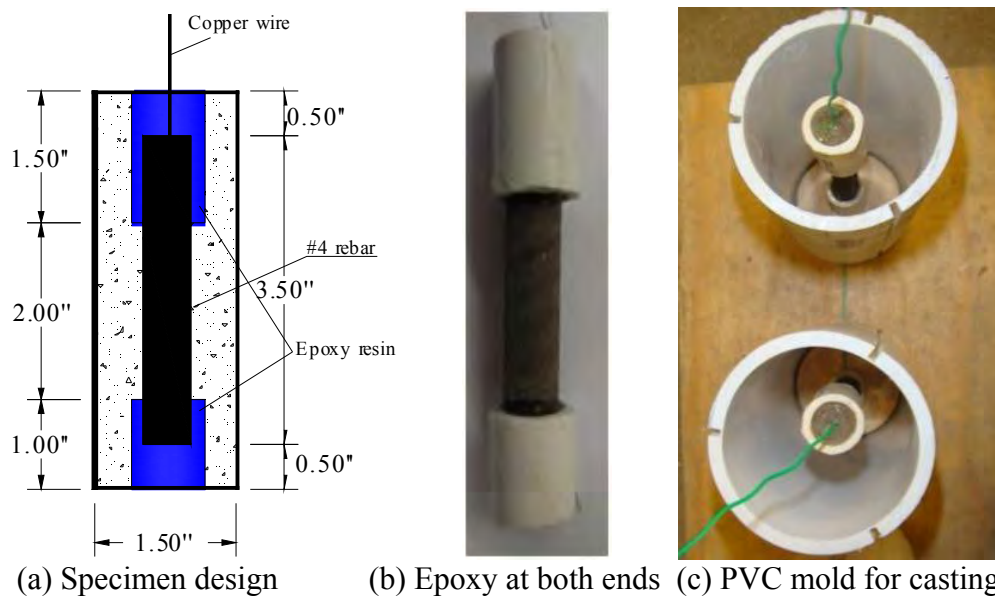 Copper wire
0.50"
1.50"
#4 rebar
3.50"
2.00"
Epoxy resin
1.00"
0.50"
1.50"
(a) Specimen design
(b) Epoxy at both ends
(c) PVC mold for casting